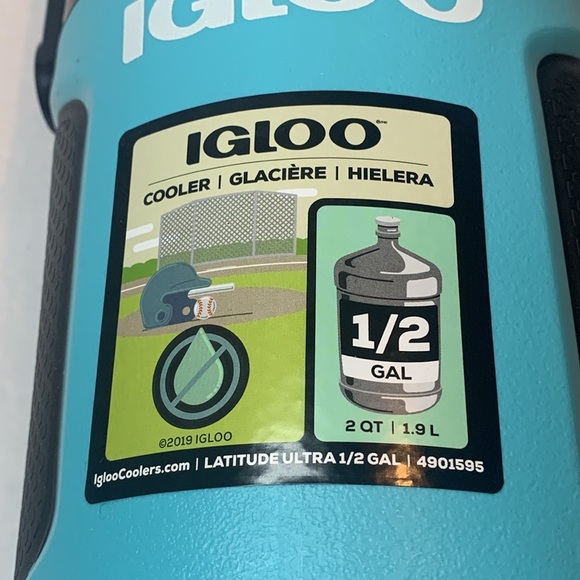 IGLOO
IGLOO
COOLER | GLACIÈRE | HIELERA
1/2
GAL
2 QT | 1.9 L
©2019 IGLOO
IglooCoolers.com | LATITUDE ULTRA 1/2 GAL | 4901595